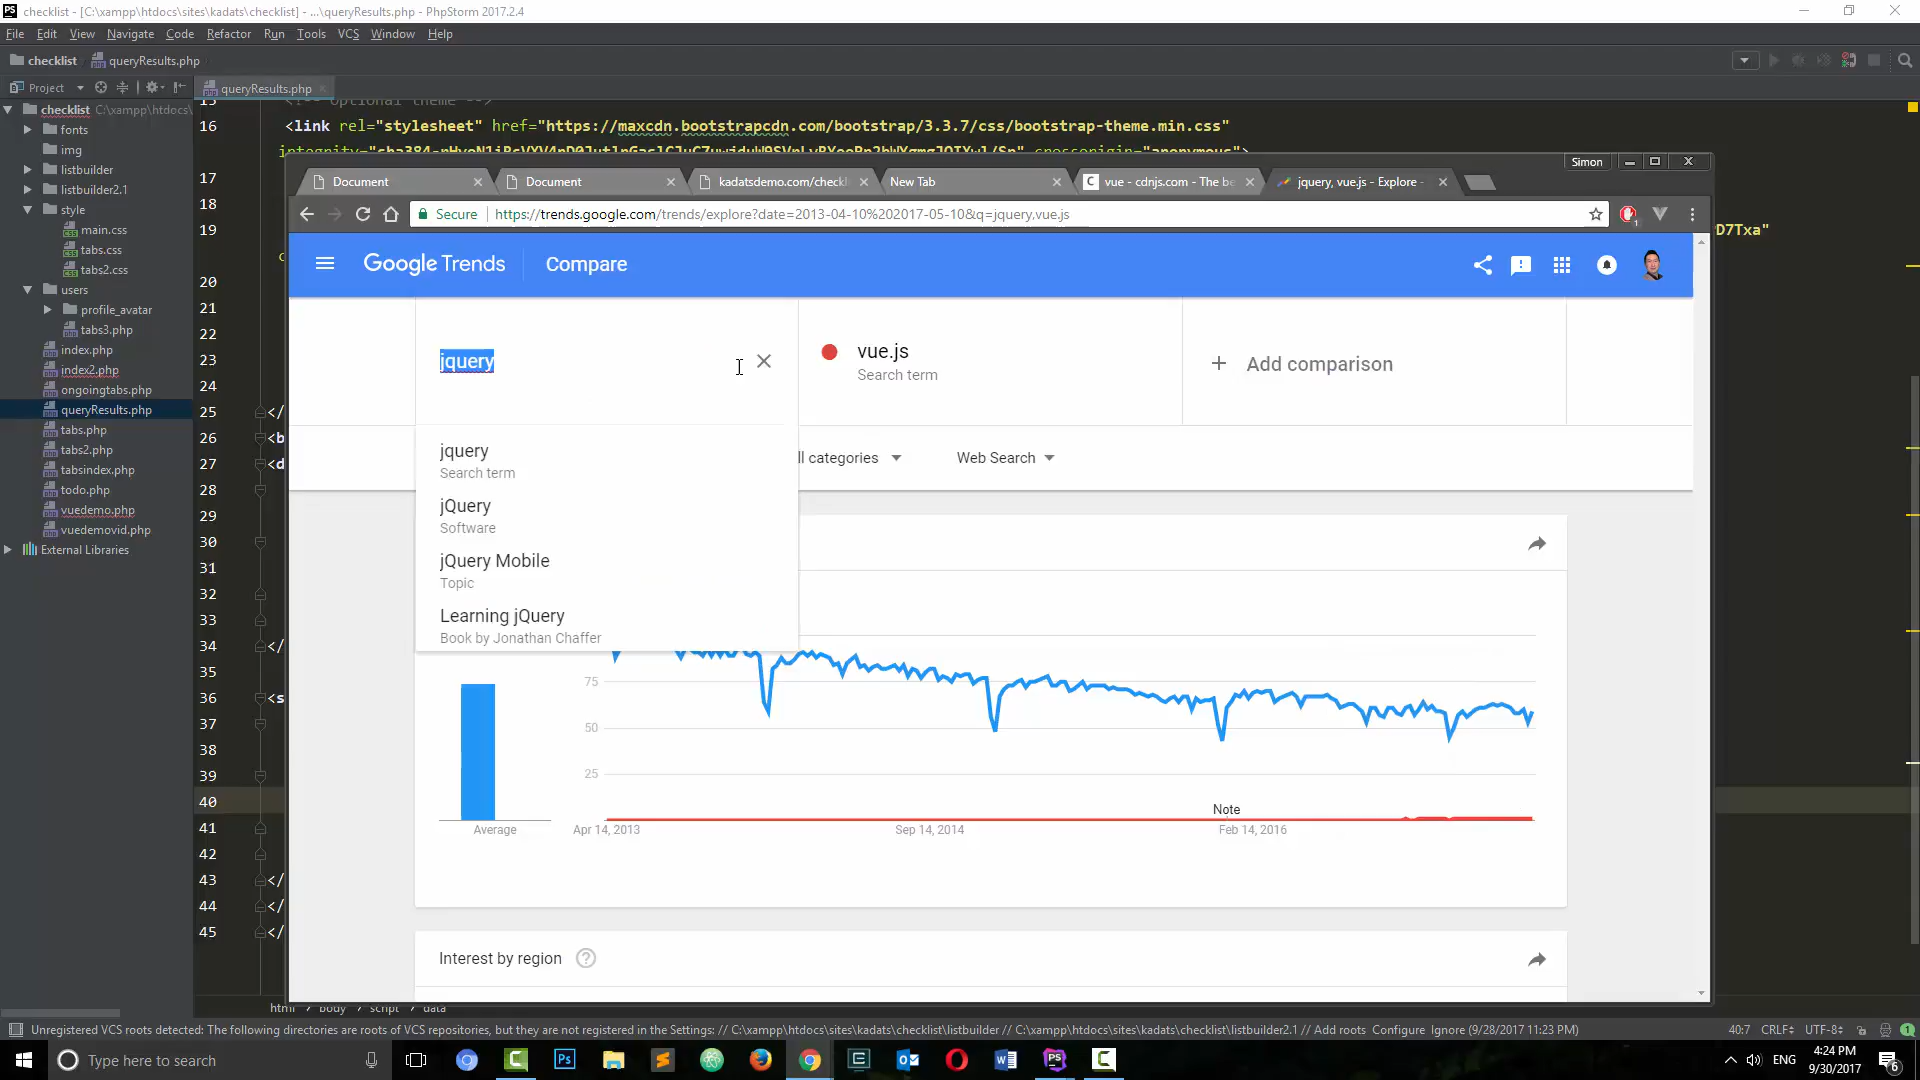 checklist - [C:\xampp\htdocs\sites\kadats\checklist] - ...\queryResults.php - PhpStorm 2017.2.4
File Edit View Navigate Code Refactor Run Tools VCS Window Help
checklist queryResults.php
Project
queryResults.php
checklist C:\xampp\htdocs\
fonts
img
listbuilder
listbuilder2.1
style
main.css
tabs.css
tabs2.css
users
profile_avatar
tabs3.php
index.php
index2.php
ongoingtabs.php
queryResults.php
tabs.php
tabs2.php
tabsindex.php
todo.php
vuedemo.php
vuedemovid.php
External Libraries
15 <!-- Optional theme -->
16 <link rel="stylesheet" href="https://maxcdn.bootstrapcdn.com/bootstrap/3.3.7/css/bootstrap-theme.min.css"
17
18
19 D7Txa"
20
21
22
23
24
25 </
26 <b
27 <d
28
29
30
31
32
33
34 </
35
36 <s
37
38
39
40
41
42
43 </
44 </
45 </
Simon
Document
Document
kadatsdemo.com/checkl
New Tab
vue - cdnjs.com - The be
jquery, vue.js - Explore -
Secure https://trends.google.com/trends/explore?date=2013-04-10%202017-05-10&q=jquery,vue.js
Google Trends Compare
jquery
vue.js
Search term
+ Add comparison
ll categories
Web Search
jquery
Search term
jQuery
Software
jQuery Mobile
Topic
Learning jQuery
Book by Jonathan Chaffer
75
50
25
Note
Average
Apr 14, 2013
Sep 14, 2014
Feb 14, 2016
Interest by region ?
html body script data
Unregistered VCS roots detected: The following directories are roots of VCS repositories, but they are not registered in the Settings: // C:\xampp\htdocs\sites\kadats\checklist\listbuilder // C:\xampp\htdocs\sites\kadats\checklist\listbuilder2.1 // Add roots Configure Ignore (9/28/2017 11:23 PM)
40:7 CRLF UTF-8 1
Type here to search
ENG
4:24 PM
9/30/2017
6